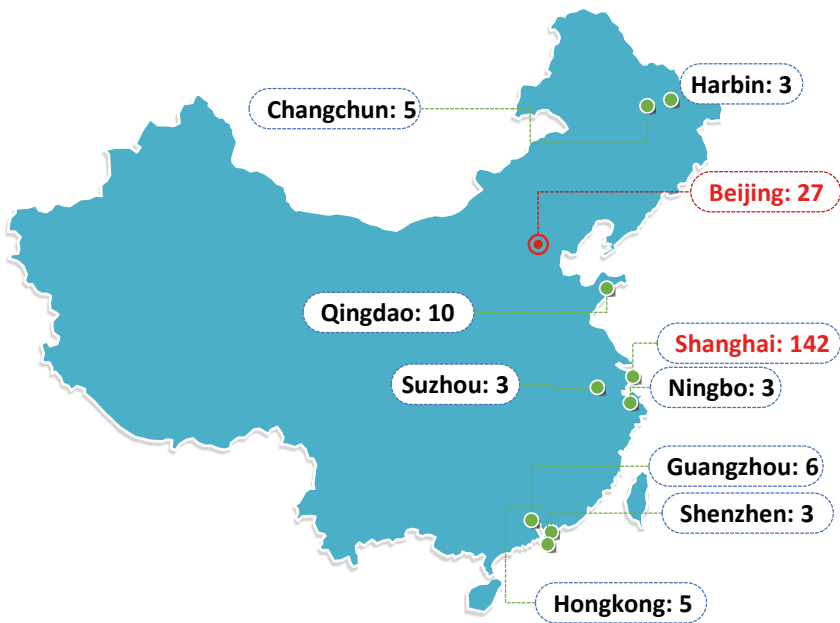 Harbin: 3
Changchun: 5
Beijing: 27
Qingdao: 10
Shanghai: 142
Suzhou: 3
Ningbo: 3
Guangzhou: 6
Shenzhen: 3
Hongkong: 5